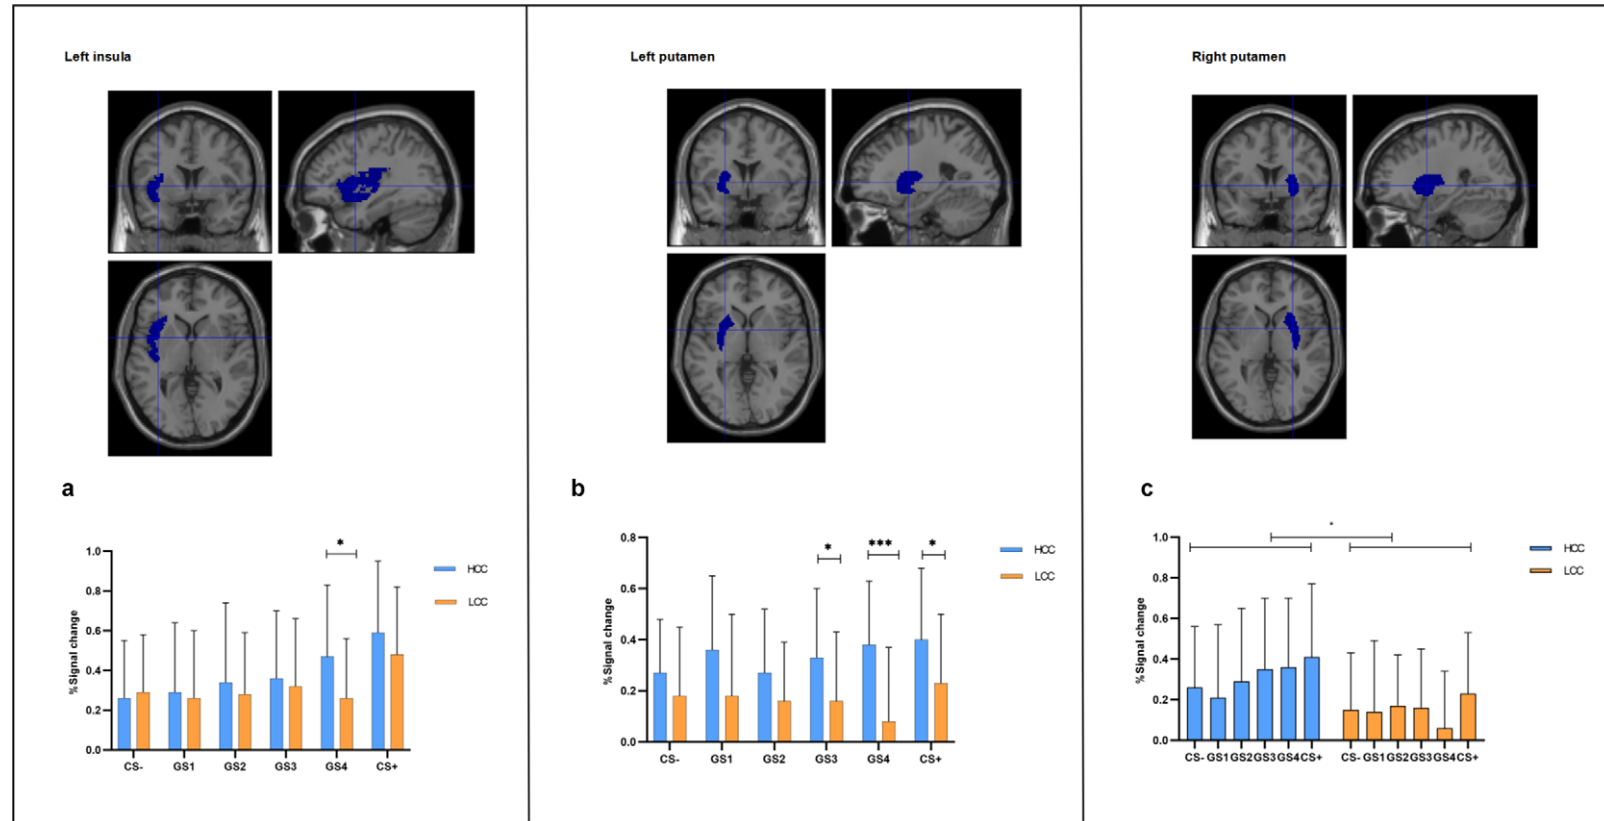 Left insula
Left putamen
Right putamen
a
b
c
*
1.0
0.8
0.6
0.4
0.2
0.0
% Signal change
CS- GS1 GS2 GS3 GS4 CS+
HCC
LCC
* *** *
0.8
0.6
0.4
0.2
0.0
% Signal change
CS- GS1 GS2 GS3 GS4 CS+
HCC
LCC
*
1.0
0.8
0.6
0.4
0.2
0.0
% Signal change
CS- GS1 GS2 GS3 GS4 CS+ CS- GS1 GS2 GS3 GS4 CS+
HCC
LCC